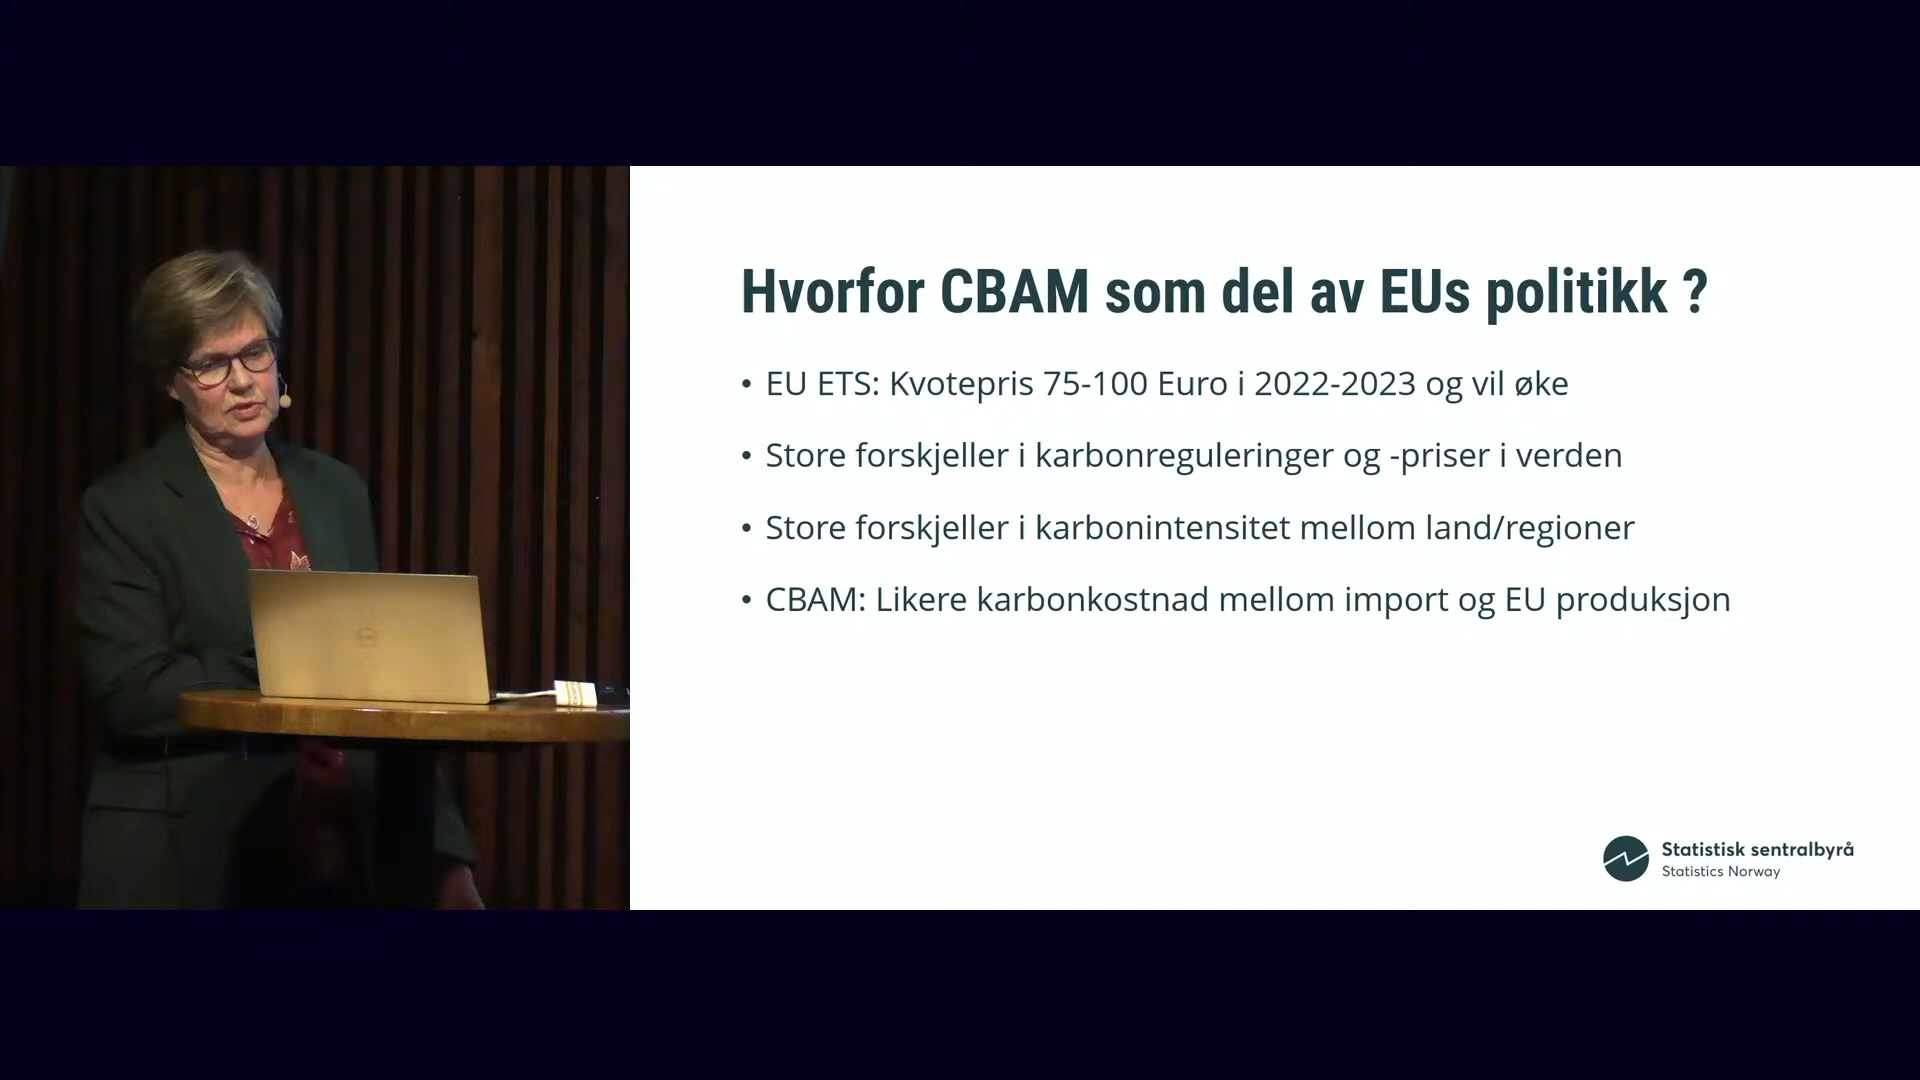 Hvorfor CBAM som del av EUs politikk ?
• EU ETS: Kvotepris 75-100 Euro i 2022-2023 og vil øke
• Store forskjeller i karbonreguleringer og -priser i verden
• Store forskjeller i karbonintensitet mellom land/regioner
• CBAM: Likere karbonkostnad mellom import og EU produksjon
Statistisk sentralbyrå
Statistics Norway